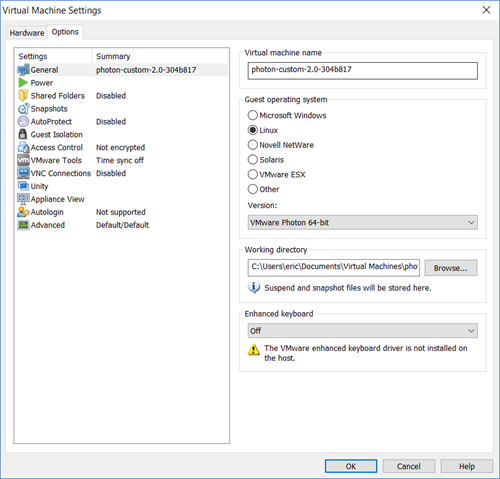 Virtual Machine Settings
Hardware Options
Settings Summary
General photon-custom-2.0-304b817
Power
Shared Folders Disabled
Snapshots
AutoProtect Disabled
Guest Isolation
Access Control Not encrypted
VMware Tools Time sync off
VNC Connections Disabled
Unity
Appliance View
Autologin Not supported
Advanced Default/Default
Virtual machine name
photon-custom-2.0-304b817
Guest operating system
Microsoft Windows
Linux
Novell NetWare
Solaris
VMware ESX
Other
Version:
VMware Photon 64-bit
Working directory
C:\Users\eric\Documents\Virtual Machines\pho Browse...
Suspend and snapshot files will be stored here.
Enhanced keyboard
Off
The VMware enhanced keyboard driver is not installed on
the host.
OK Cancel Help